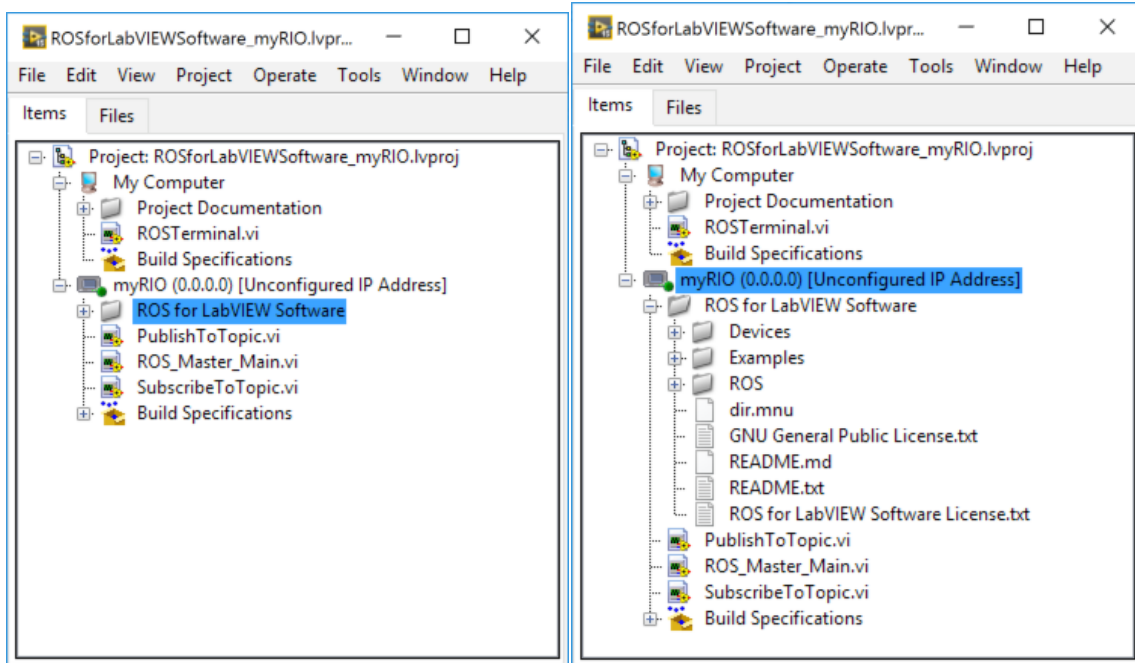 ROSforLabVIEWSoftware_myRIO.lvpr...
File Edit View Project Operate Tools Window Help
Items Files
Project: ROSforLabVIEWSoftware_myRIO.lvproj
My Computer
Project Documentation
ROSTerminal.vi
Build Specifications
myRIO (0.0.0.0) [Unconfigured IP Address]
ROS for LabVIEW Software
PublishToTopic.vi
ROS_Master_Main.vi
SubscribeToTopic.vi
Build Specifications
ROSforLabVIEWSoftware_myRIO.lvpr...
File Edit View Project Operate Tools Window Help
Items Files
Project: ROSforLabVIEWSoftware_myRIO.lvproj
My Computer
Project Documentation
ROSTerminal.vi
Build Specifications
myRIO (0.0.0.0) [Unconfigured IP Address]
ROS for LabVIEW Software
Devices
Examples
ROS
dir.mnu
GNU General Public License.txt
README.md
README.txt
ROS for LabVIEW Software License.txt
PublishToTopic.vi
ROS_Master_Main.vi
SubscribeToTopic.vi
Build Specifications